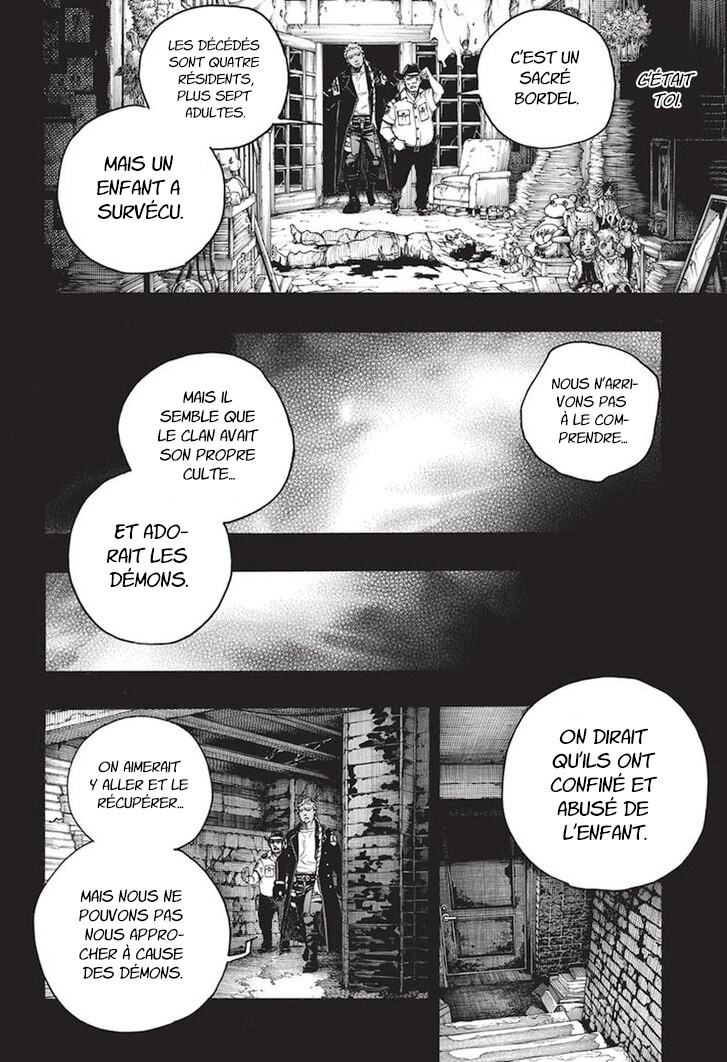 C'ÉTAIT
TOI.
C'EST UN
SACRÉ
BORDEL.
LES DÉCÉDÉS
SONT QUATRE
RÉSIDENTS,
PLUS SEPT
ADULTES.
MAIS UN
ENFANT A
SURVÉCU.
NOUS N'ARRI-
VONS PAS
À LE COM-
PRENDRE...
MAIS IL
SEMBLE QUE
LE CLAN AVAIT
SON PROPRE
CULTE...
ET ADO-
RAIT LES
DÉMONS.
ON DIRAIT
QU'ILS ONT
CONFINÉ ET
ABUSÉ DE
L'ENFANT.
ON AIMERAIT
Y ALLER ET LE
RÉCUPÉRER...
MAIS NOUS NE
POUVONS PAS
NOUS APPRO-
CHER À CAUSE
DES DÉMONS.